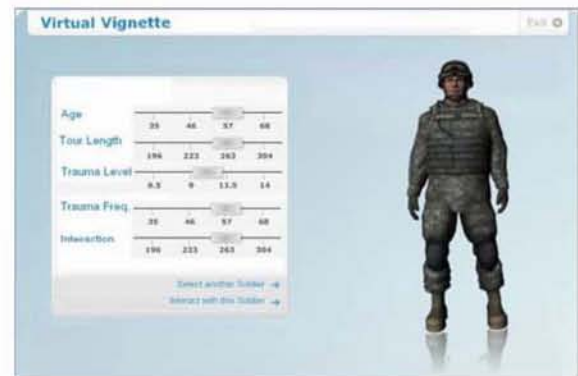 Virtual Vignette
Exit
Age
35 46 57 68
Tour Length
196 223 263 304
Trauma Level
6.5 9 11.5 14
Trauma Freq.
35 46 57 68
Interaction
196 223 263 304
Select another Soldier
Interact with this Soldier